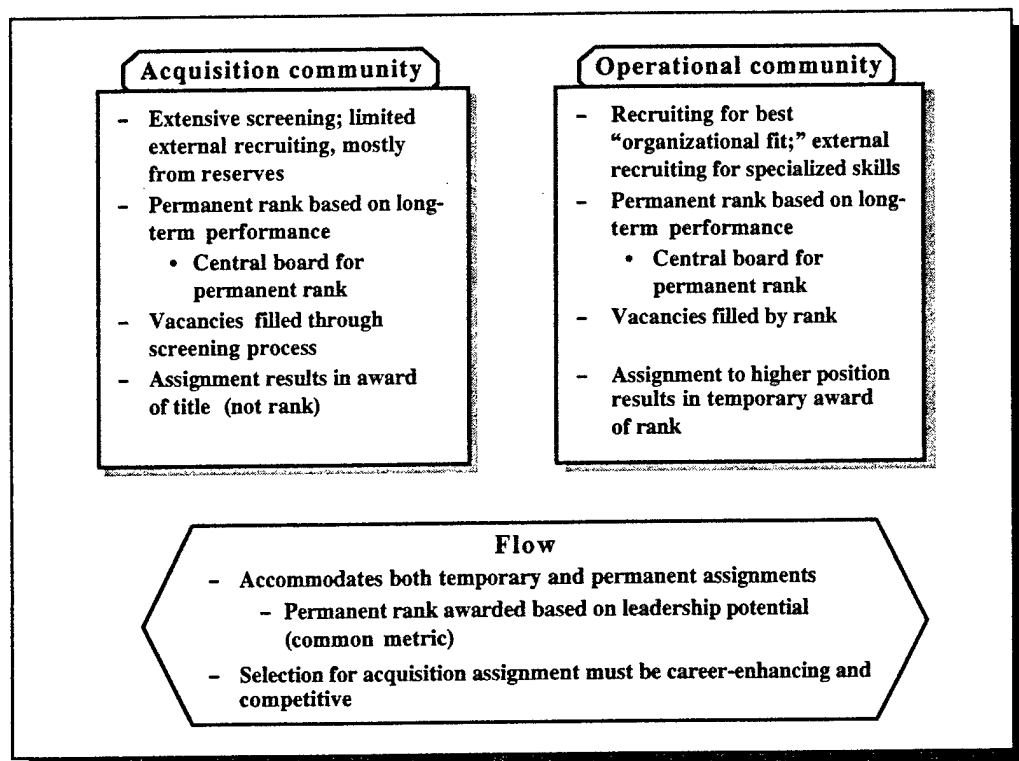 Acquisition community
– Extensive screening; limited
external recruiting, mostly
from reserves
– Permanent rank based on long-
term performance
• Central board for
permanent rank
– Vacancies filled through
screening process
– Assignment results in award
of title (not rank)
Operational community
– Recruiting for best
“organizational fit;” external
recruiting for specialized skills
– Permanent rank based on long-
term performance
• Central board for
permanent rank
– Vacancies filled by rank
– Assignment to higher position
results in temporary award
of rank
Flow
– Accommodates both temporary and permanent assignments
– Permanent rank awarded based on leadership potential
(common metric)
– Selection for acquisition assignment must be career-enhancing and
competitive